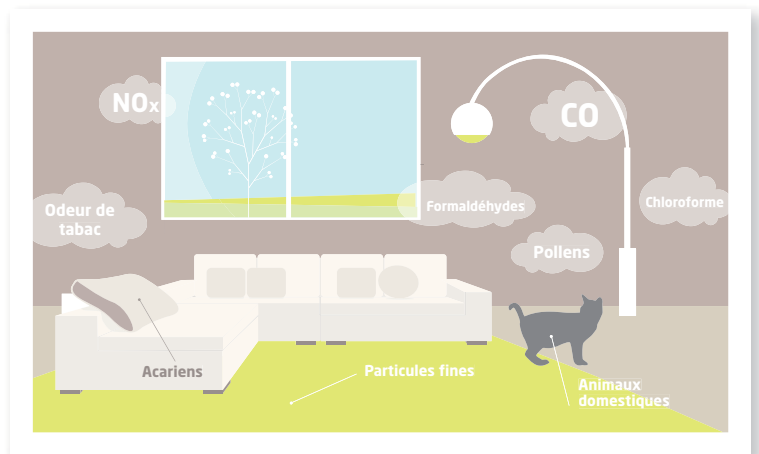 NOx
CO
Odeur de
tabac
Formaldéhydes
Chloroforme
Pollens
Acariens
Particules fines
Animaux
domestiques